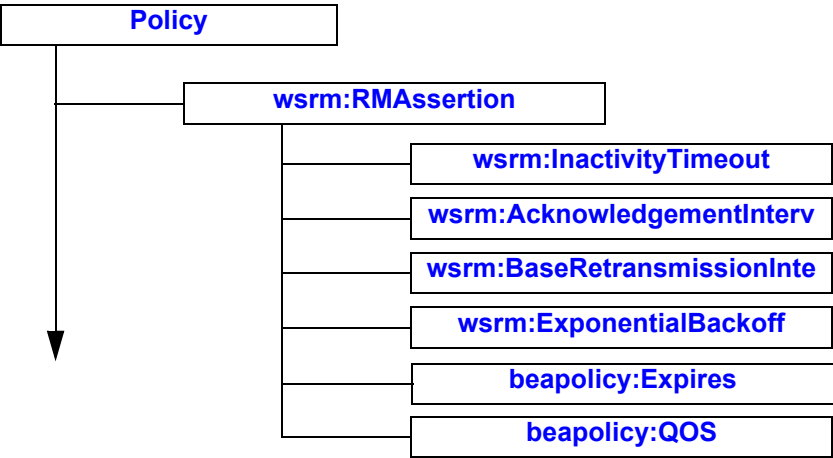 Policy
wsrm:RMAssertion
wsrm:InactivityTimeout
wsrm:AcknowledgementInterv
wsrm:BaseRetransmissionInte
wsrm:ExponentialBackoff
beapolicy:Expires
beapolicy:QOS